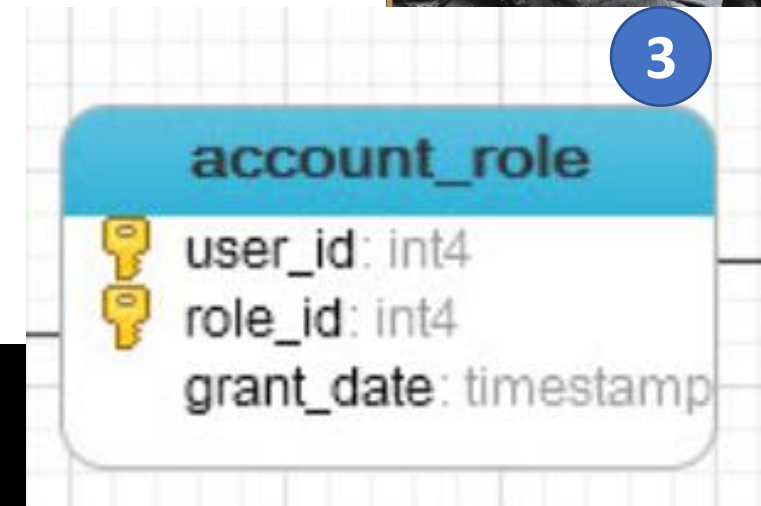 3
account_role
user_id: int4
role_id: int4
grant_date: timestamp